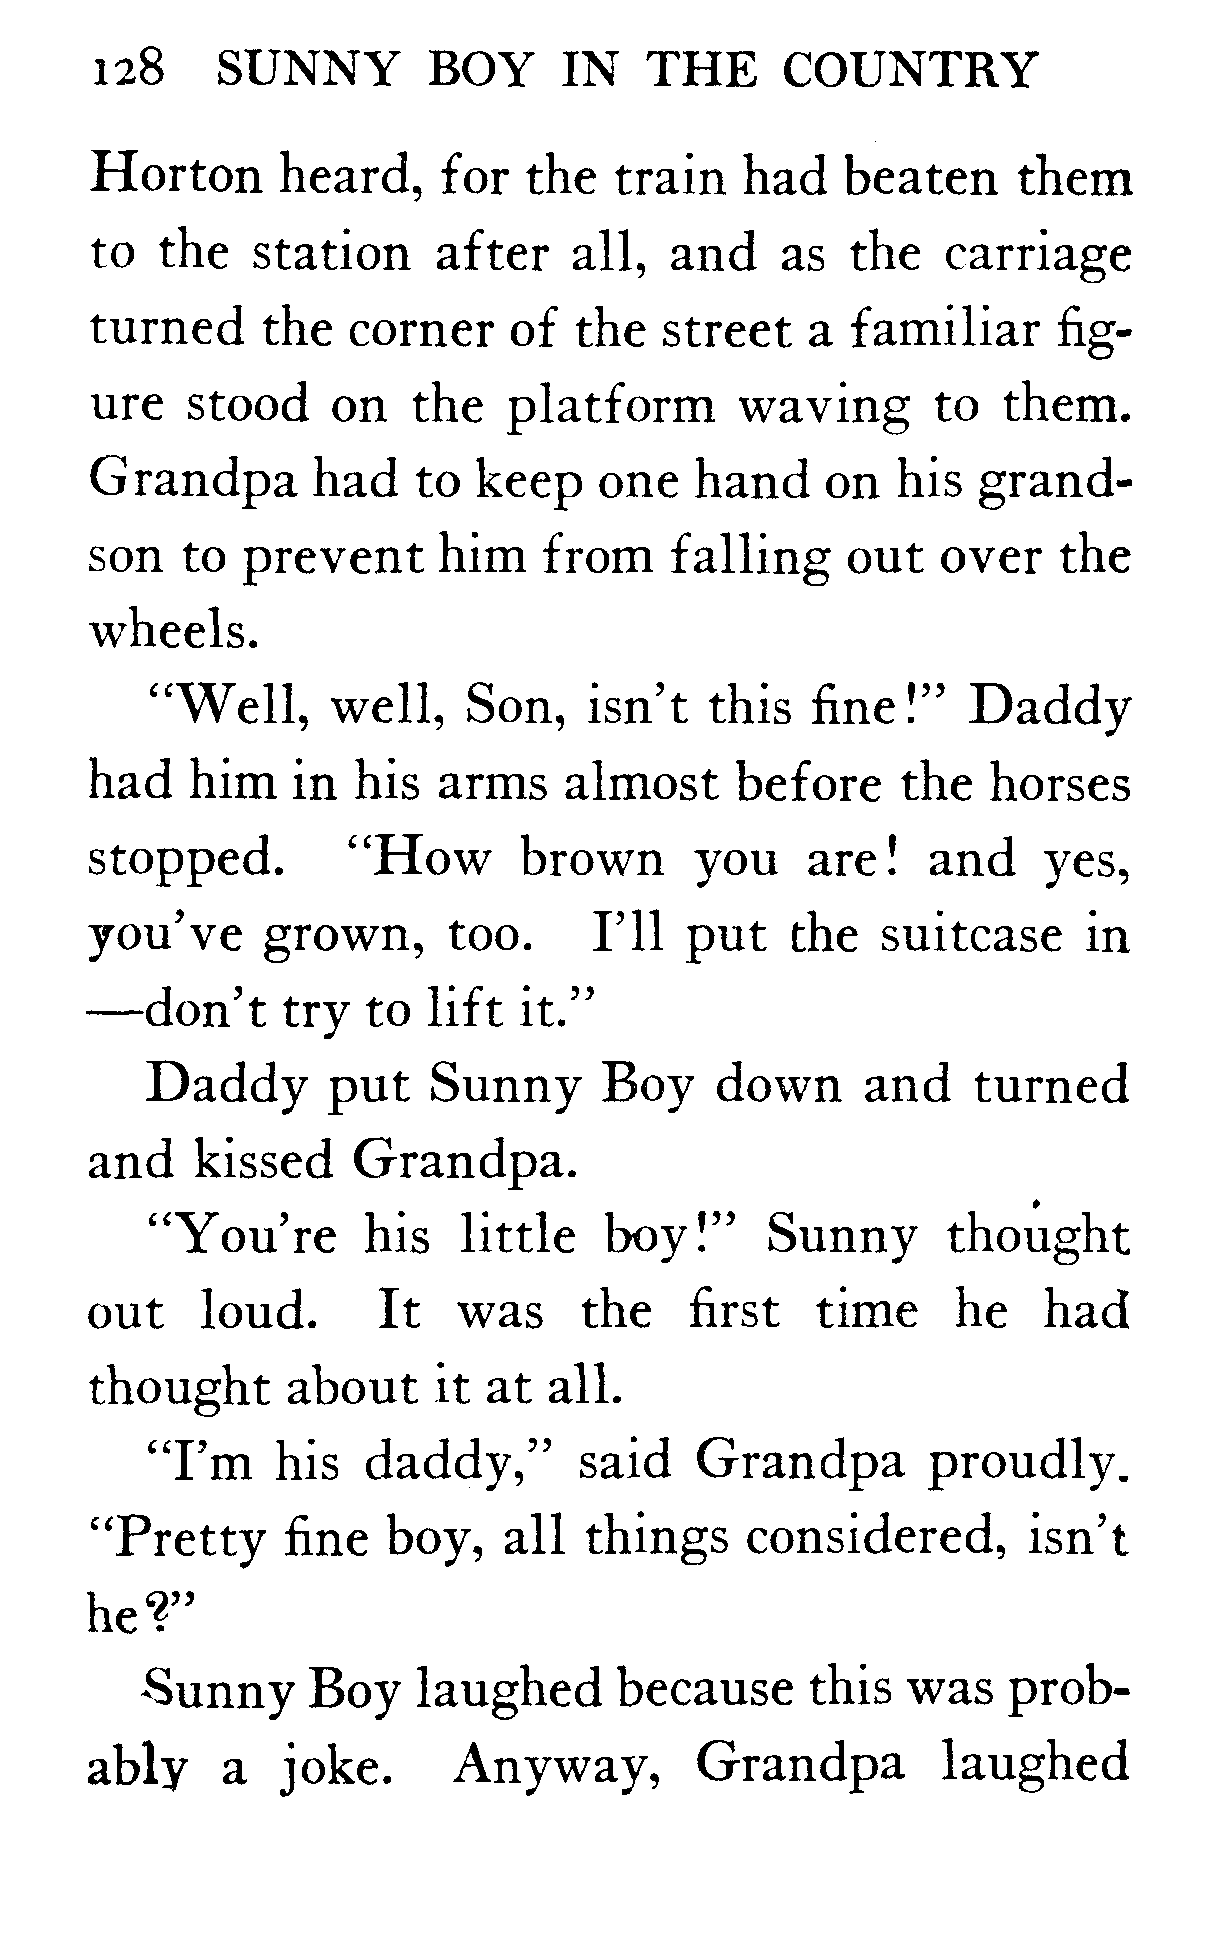 128 SUNNY BOY IN THE COUNTRY
Horton heard, for the train had beaten them
to the station after all, and as the carriage
turned the corner of the street a familiar fig-
ure stood on the platform waving to them.
Grandpa had to keep one hand on his grand-
son to prevent him from falling out over the
wheels.
“Well, well, Son, isn’t this fine!” Daddy
had him in his arms almost before the horses
stopped. “How brown you are! and yes,
you’ve grown, too. I’ll put the suitcase in
—don’t try to lift it.”
Daddy put Sunny Boy down and turned
and kissed Grandpa.
“You’re his little boy!” Sunny thought
out loud. It was the first time he had
thought about it at all.
“I’m his daddy,” said Grandpa proudly.
“Pretty fine boy, all things considered, isn’t
he?”
Sunny Boy laughed because this was prob-
ably a joke. Anyway, Grandpa laughed